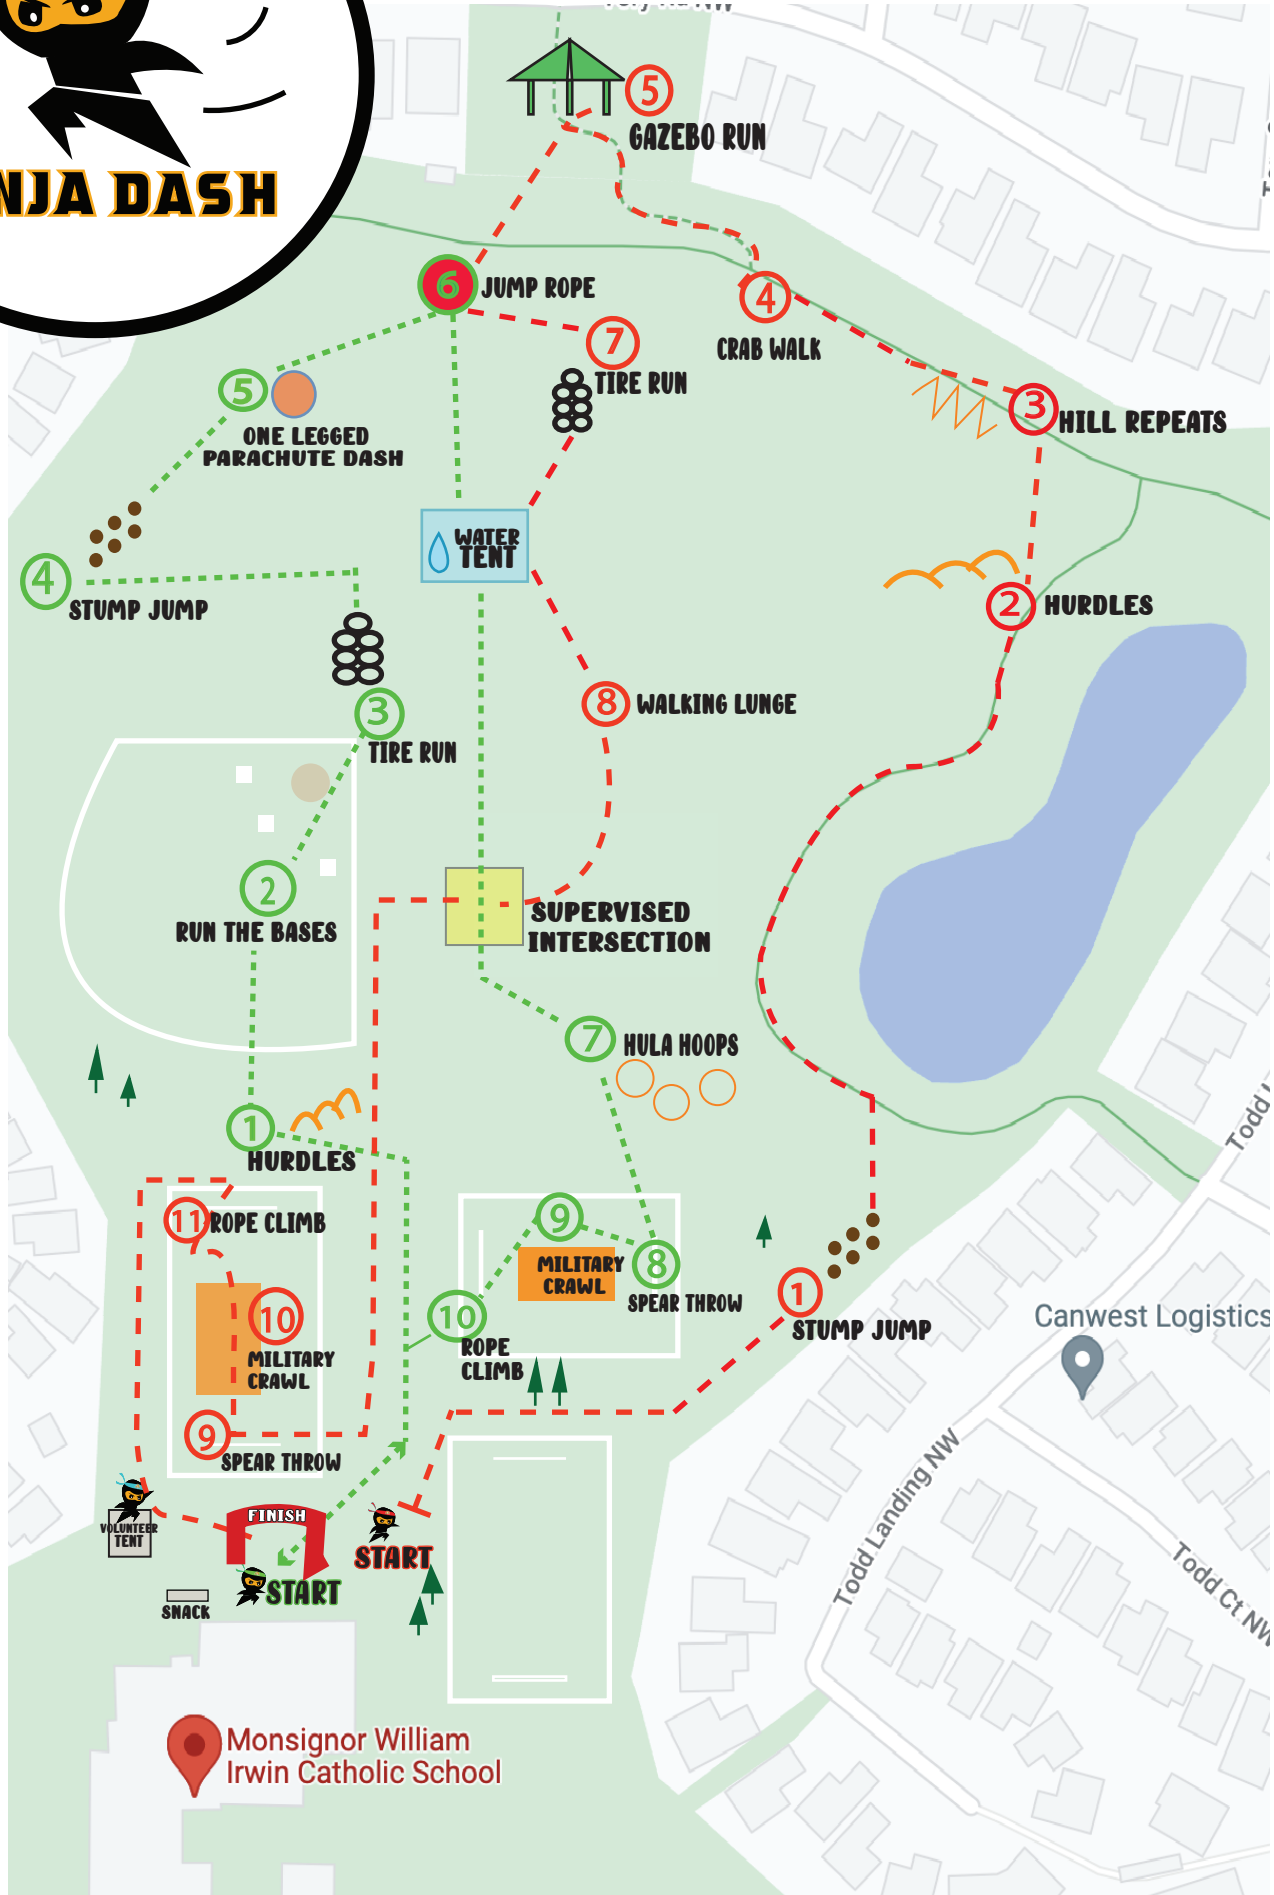 NJA DASH
5
GAZEBO RUN
6
JUMP ROPE
4
CRAB WALK
7
TIRE RUN
5
ONE LEGGED
PARACHUTE DASH
3
HILL REPEATS
WATER
TENT
4
STUMP JUMP
2
HURDLES
3
TIRE RUN
8
WALKING LUNGE
2
RUN THE BASES
SUPERVISED
INTERSECTION
7
HULA HOOPS
1
HURDLES
11
ROPE CLIMB
9
MILITARY
CRAWL
8
SPEAR THROW
10
MILITARY
CRAWL
10
ROPE
CLIMB
1
STUMP JUMP
Canwest Logistics
9
SPEAR THROW
VOLUNTEER
TENT
FINISH
START
START
SNACK
Todd Landing NW
Todd Ct NW
Todd L
Monsignor William
Irwin Catholic School